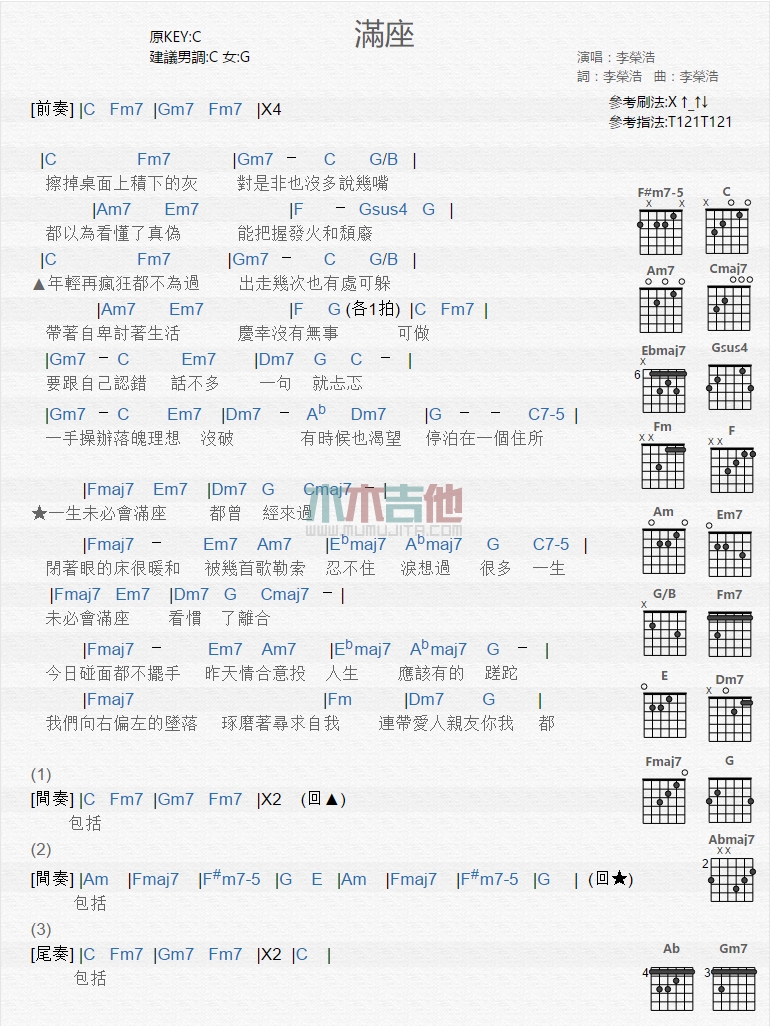 滿座
原KEY:C
建議男調:C 女:G
演唱：李榮浩
詞：李榮浩 曲：李榮浩
參考刷法:X↑_↑↓
參考指法:T121T121
[前奏] |C Fm7 |Gm7 Fm7 |X4
|C Fm7 |Gm7 – C G/B |
擦掉桌面上積下的灰 對是非也沒多說幾嘴
|Am7 Em7 |F – Gsus4 G |
都以為看懂了真偽 能把握發火和頹廢
|C Fm7 |Gm7 – C G/B |
▲年輕再瘋狂都不為過 出走幾次也有處可躲
|Am7 Em7 |F G (各1拍) |C Fm7 |
帶著自卑討著生活 慶幸沒有無事 可做
|Gm7 – C Em7 |Dm7 G C – |
要跟自己認錯 話不多 一句 就忐忑
|Gm7 – C Em7 |Dm7 – Ab Dm7 |G – – C7-5 |
一手操辦落魄理想 沒破 有時候也渴望 停泊在一個住所
|Fmaj7 Em7 |Dm7 G Cmaj7 – |
★一生未必會滿座 都曾 經來過
木木吉他
WWW.MUMUJITA.COM
|Fmaj7 – Em7 Am7 |Ebmaj7 Abmaj7 G C7-5 |
閉著眼的床很暖和 被幾首歌勒索 忍不住 淚想過 很多 一生
|Fmaj7 Em7 |Dm7 G Cmaj7 – |
未必會滿座 看慣 了離合
|Fmaj7 – Em7 Am7 |Ebmaj7 Abmaj7 G – |
今日碰面都不擺手 昨天情合意投 人生 應該有的 蹉跎
|Fmaj7 |Fm |Dm7 G |
我們向右偏左的墜落 琢磨著尋求自我 連帶愛人親友你我 都
(1)
[間奏] |C Fm7 |Gm7 Fm7 |X2 (回▲)
包括
(2)
[間奏] |Am |Fmaj7 |F#m7-5 |G E |Am |Fmaj7 |F#m7-5 |G | (回★)
包括
(3)
[尾奏] |C Fm7 |Gm7 Fm7 |X2 |C |
包括
F#m7-5 C
X X
X
Am7 Cmaj7
Ebmaj7 Gsus4
X
6
Fm F
X X
X X
Am Em7
G/B Fm7
X
E Dm7
X
Fmaj7 G
Abmaj7
X X
2
Ab Gm7
4 3